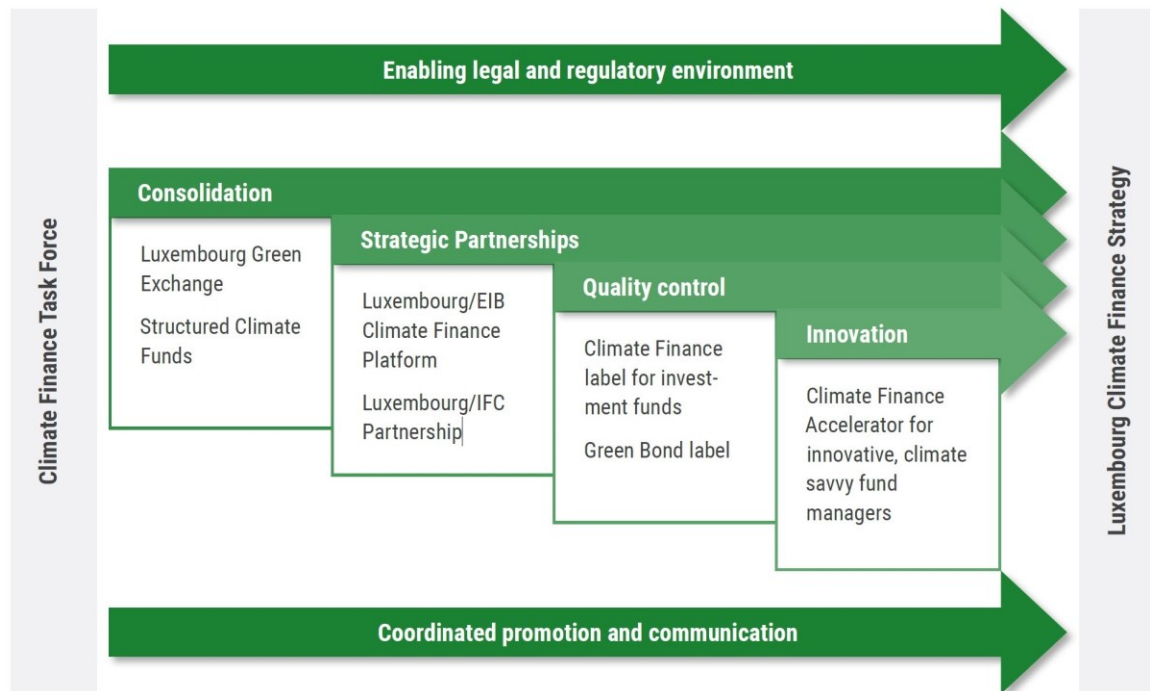 Climate Finance Task Force
Enabling legal and regulatory environment
Consolidation
Luxembourg Green
Exchange
Structured Climate
Funds
Strategic Partnerships
Luxembourg/EIB
Climate Finance
Platform
Luxembourg/IFC
Partnership
Quality control
Climate Finance
label for invest-
ment funds
Green Bond label
Innovation
Climate Finance
Accelerator for
innovative, climate
savvy fund
managers
Coordinated promotion and communication
Luxembourg Climate Finance Strategy